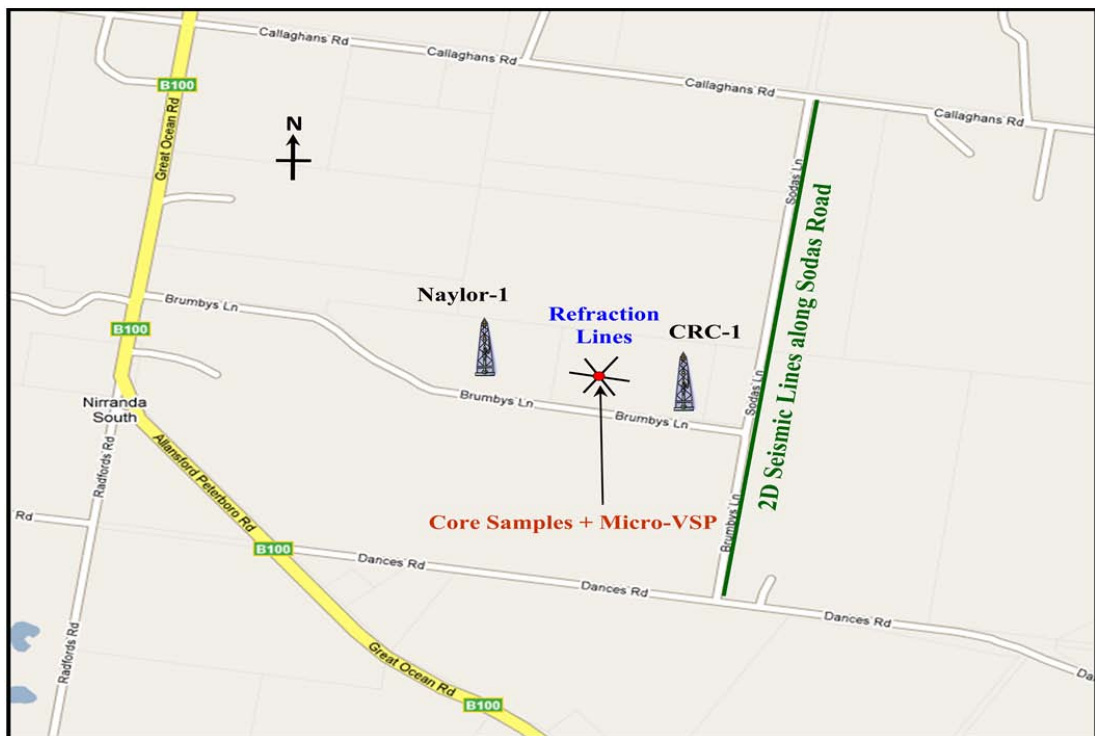 Callaghans Rd
Callaghans Rd
Callaghans Rd
Callaghans Rd
B100
Great Ocean Rd
N
Sodas Ln
2D Seismic Lines along Sodas Road
Naylor-1
Refraction
Lines
CRC-1
Brumbys Ln
B100
Sodas Ln
Nirranda
South
Brumbys Ln
Brumbys Ln
Radfords Rd
Allansford Peterboro Rd
Core Samples + Micro-VSP
Brumbys Ln
Rd
B100
Dances Rd
Dances Rd
Dances Rd
Radfords Rd
Great Ocean Rd
Dan
B100